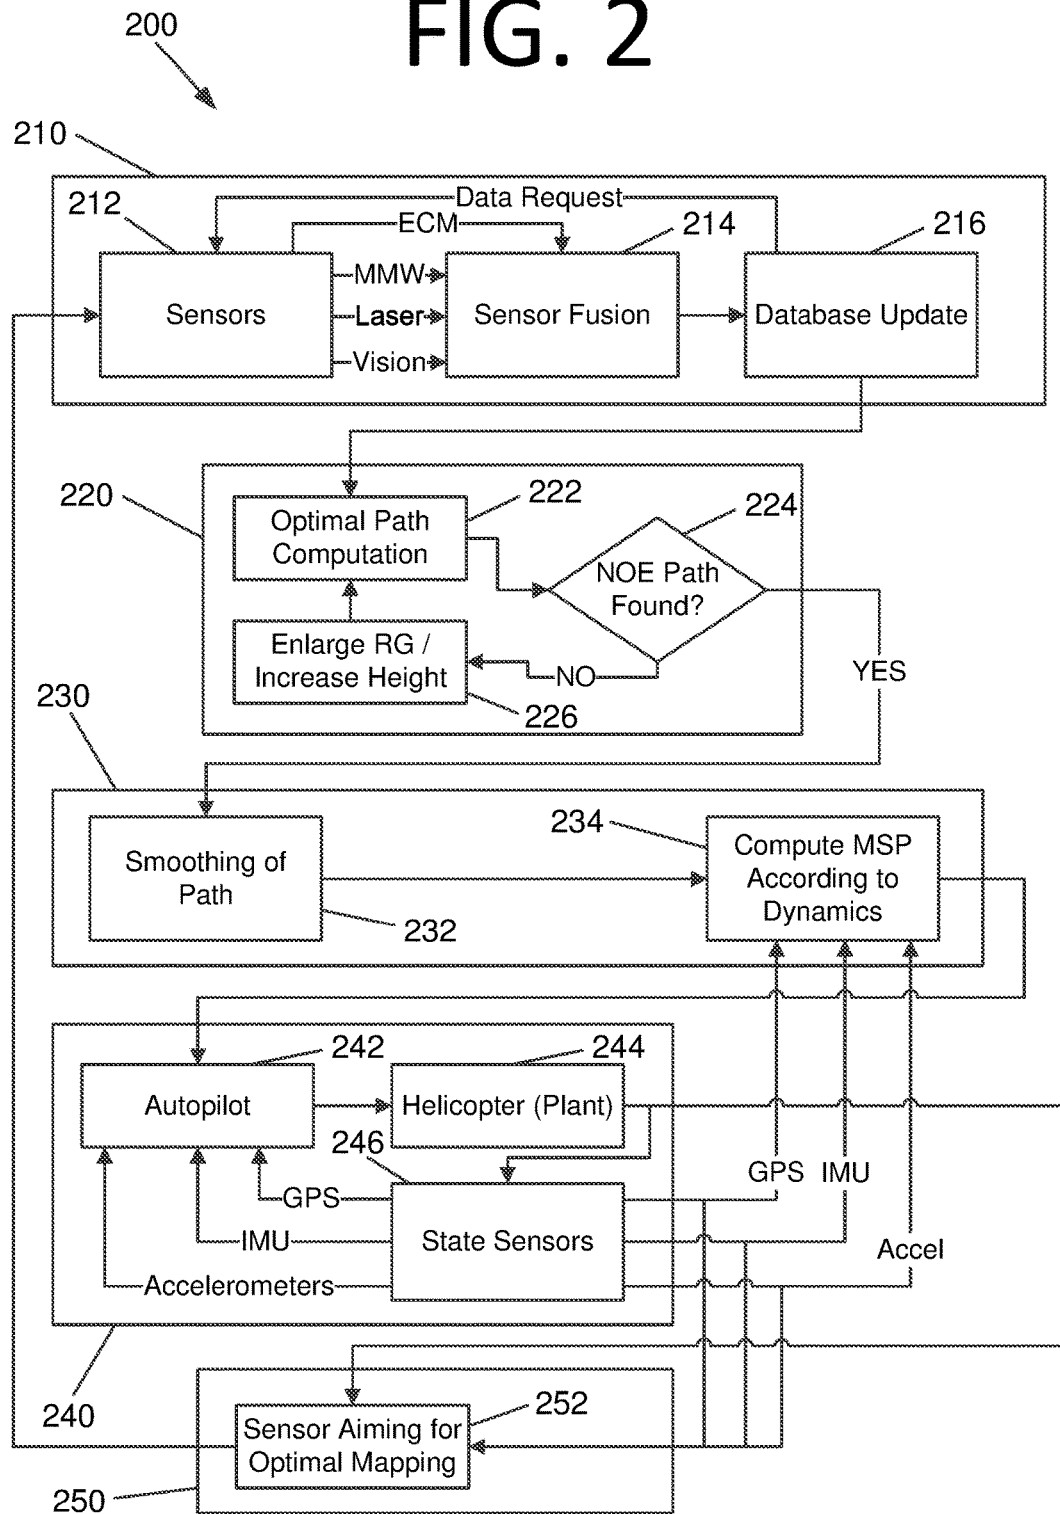 FIG. 2
200
210
Data Request
212
ECM
214
216
MMW
Sensors
Laser
Sensor Fusion
Database Update
Vision
220
222
224
Optimal Path
Computation
NOE Path
Found?
Enlarge RG /
Increase Height
NO
YES
226
230
234
Smoothing of
Path
Compute MSP
According to
Dynamics
232
242
244
Autopilot
Helicopter (Plant)
246
GPS
GPS
IMU
IMU
State Sensors
Accel
Accelerometers
240
252
Sensor Aiming for
Optimal Mapping
250